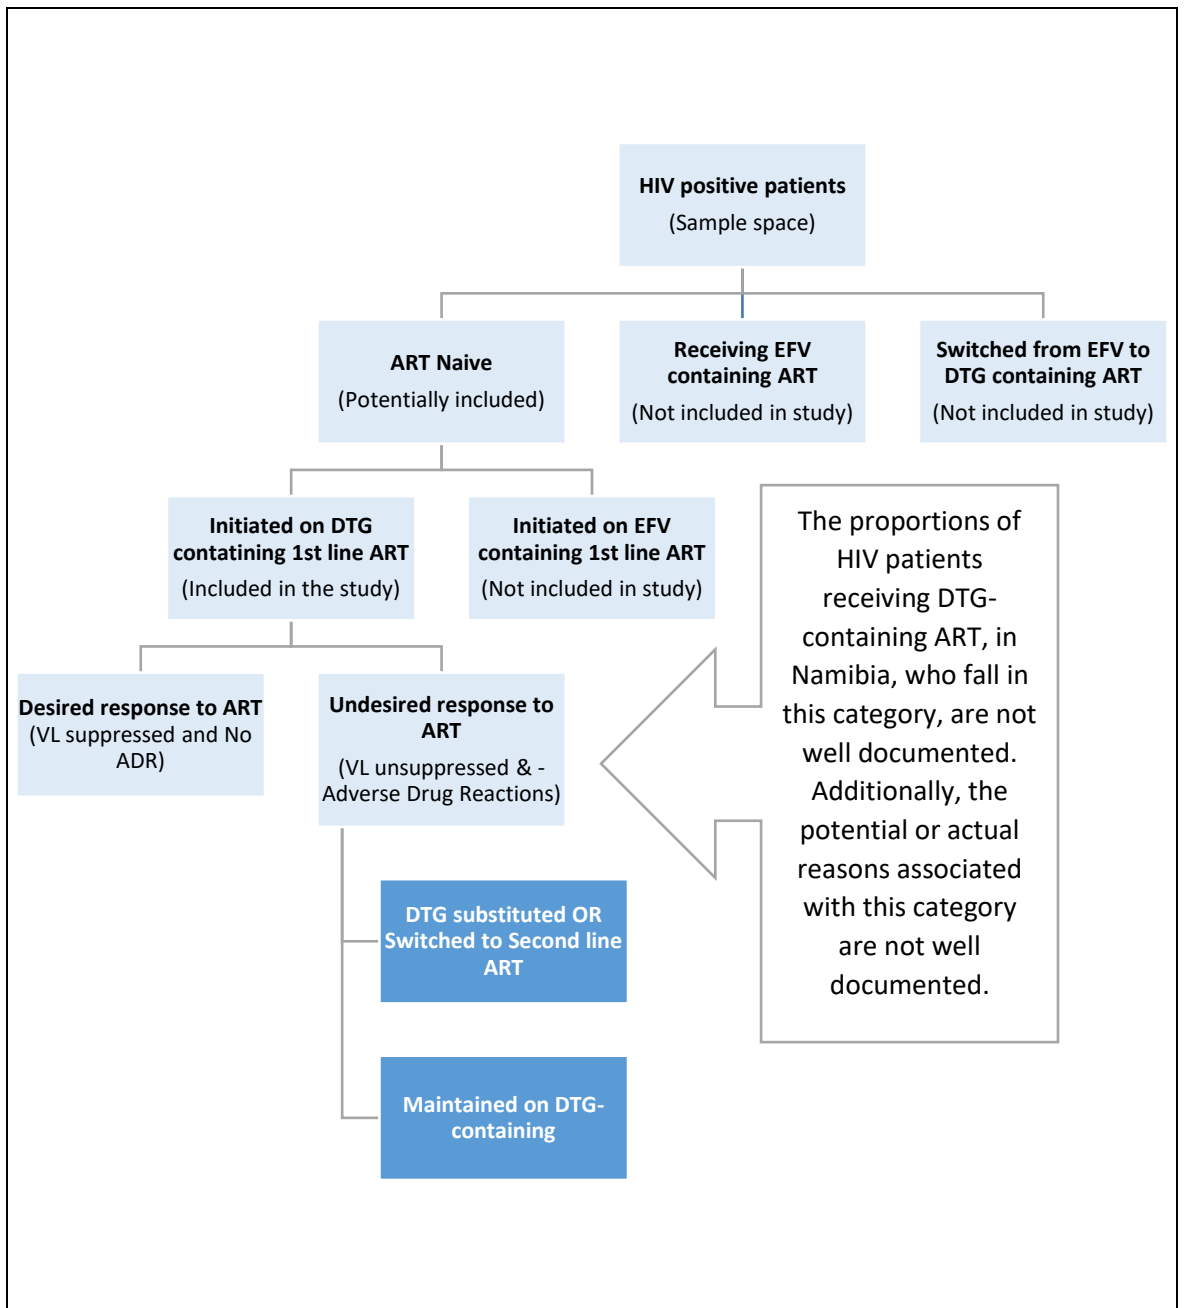 HIV positive patients
(Sample space)
ART Naive
(Potentially included)
Receiving EFV
containing ART
(Not included in study)
Switched from EFV to
DTG containing ART
(Not included in study)
Initiated on DTG
contatining 1st line ART
(Included in the study)
Initiated on EFV
containing 1st line ART
(Not included in study)
Desired response to ART
(VL suppressed and No
ADR)
Undesired response to
ART
(VL unsuppressed & -
Adverse Drug Reactions)
DTG substituted OR
Switched to Second line
ART
Maintained on DTG-
containing
The proportions of
HIV patients
receiving DTG-
containing ART, in
Namibia, who fall in
this category, are not
well documented.
Additionally, the
potential or actual
reasons associated
with this category
are not well
documented.